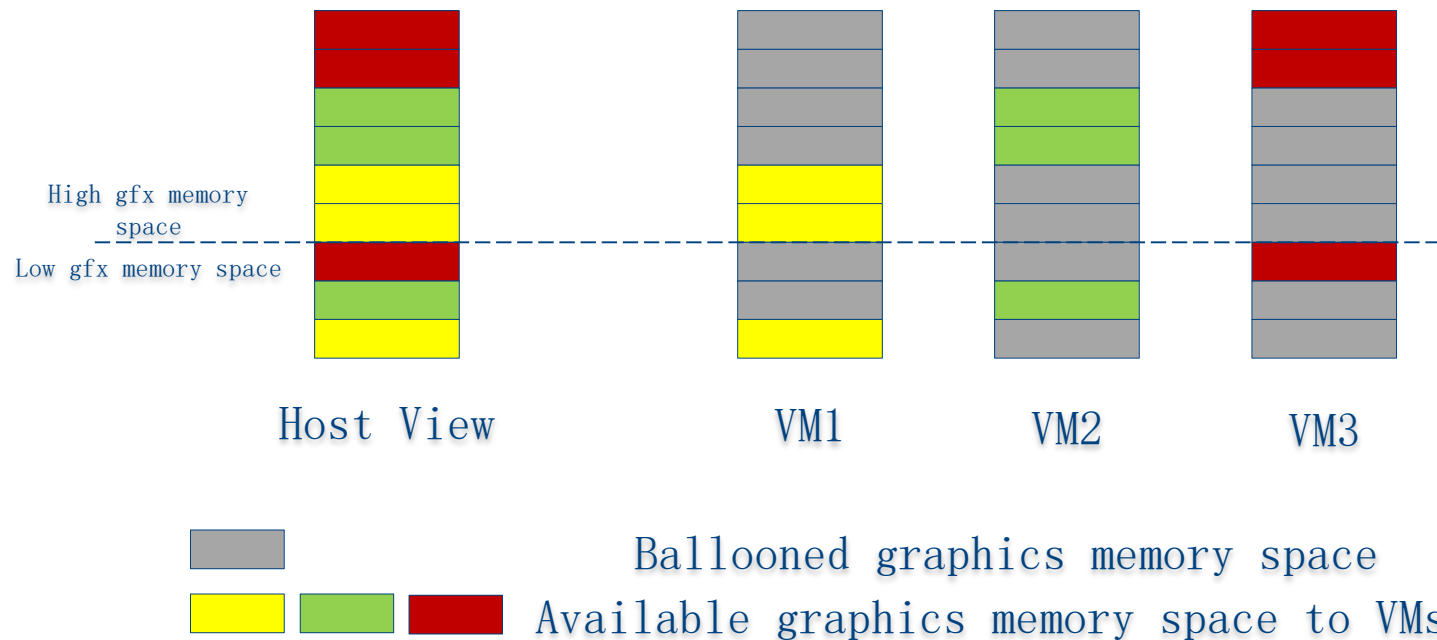 High gfx memory
space
Low gfx memory space
Host View
VM1
VM2
VM3
Ballooned graphics memory space
Available graphics memory space to VMs